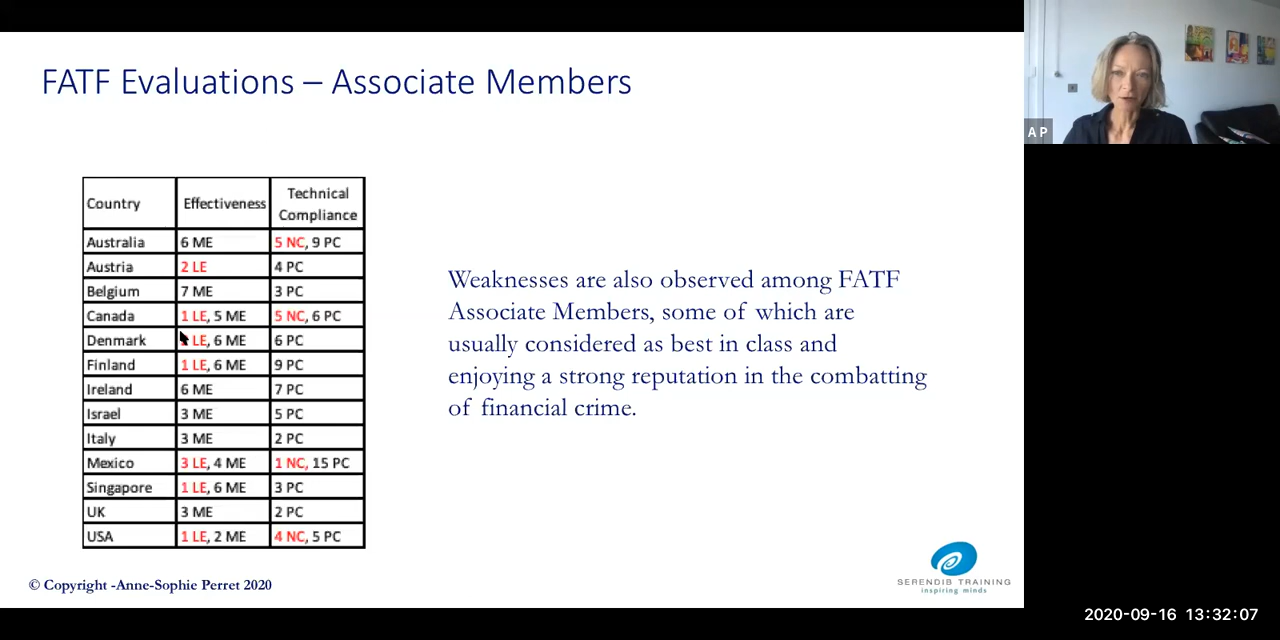 FATF Evaluations – Associate Members
Country Effectiveness Technical Compliance
Australia 6 ME 5 NC, 9 PC
Austria 2 LE 4 PC
Belgium 7 ME 3 PC
Canada 1 LE, 5 ME 5 NC, 6 PC
Denmark LE, 6 ME 6 PC
Finland 1 LE, 6 ME 9 PC
Ireland 6 ME 7 PC
Israel 3 ME 5 PC
Italy 3 ME 2 PC
Mexico 3 LE, 4 ME 1 NC, 15 PC
Singapore 1 LE, 6 ME 3 PC
UK 3 ME 2 PC
USA 1 LE, 2 ME 4 NC, 5 PC
Weaknesses are also observed among FATF
Associate Members, some of which are
usually considered as best in class and
enjoying a strong reputation in the combatting
of financial crime.
© Copyright -Anne-Sophie Perret 2020
SERENDIB TRAINING
inspiring minds
A P
2020-09-16 13:32:07